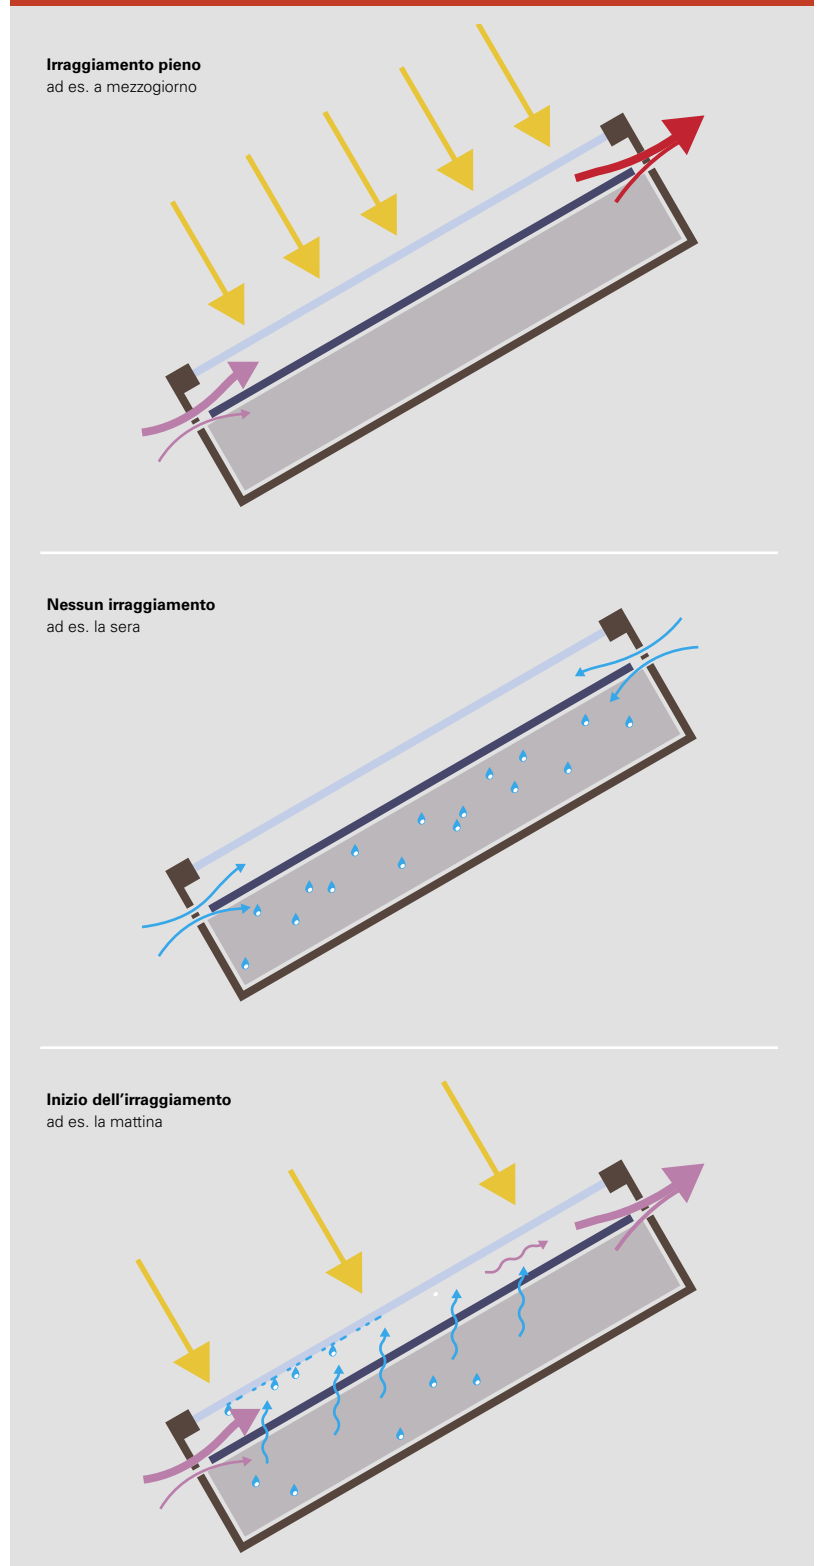 Irraggiamento pieno
ad es. a mezzogiorno
Nessun irraggiamento
ad es. la sera
Inizio dell’irraggiamento
ad es. la mattina